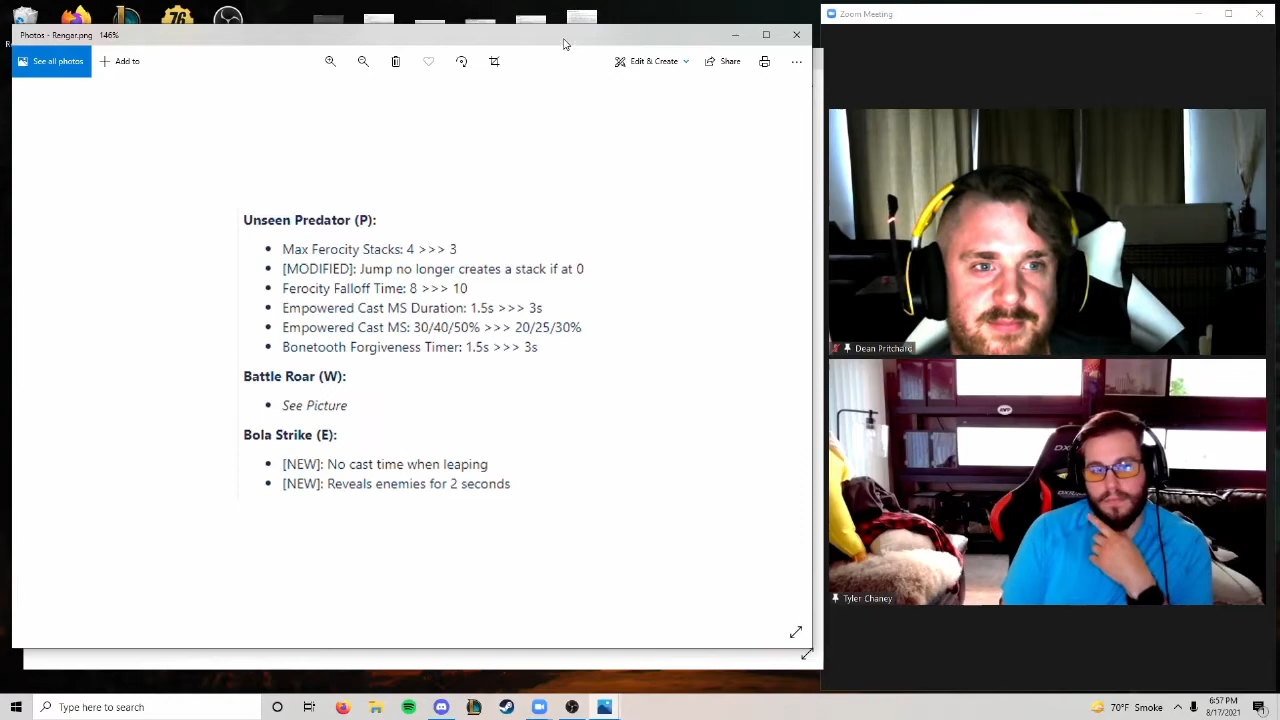 76
Zoom Meeting
Photos - Rengar.png 146%
See all photos
Add to
Edit & Create
Share
Unseen Predator (P):
Max Ferocity Stacks: 4 >>> 3
[MODIFIED]: Jump no longer creates a stack if at 0
Ferocity Falloff Time: 8 >>> 10
Empowered Cast MS Duration: 1.5s >>> 3s
Empowered Cast MS: 30/40/50% >>> 20/25/30%
Bonetooth Forgiveness Timer: 1.5s >>> 3s
Battle Roar (W):
See Picture
Bola Strike (E):
[NEW]: No cast time when leaping
[NEW]: Reveals enemies for 2 seconds
Dean Pritchard
Tyler Chaney
Type here to search
70°F Smoke
6:57 PM
8/17/2021